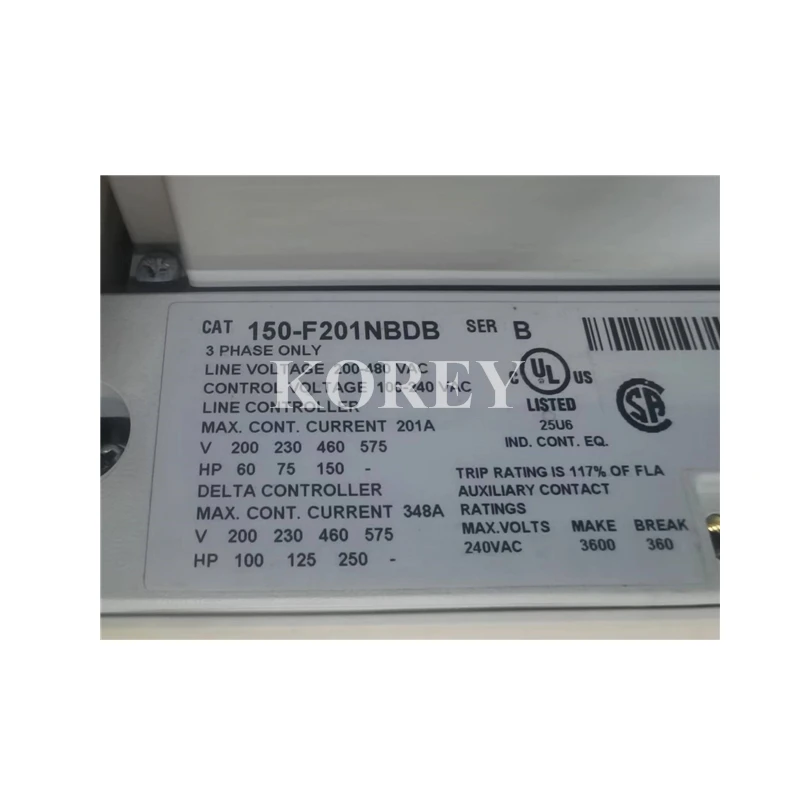 CAT 150-F201NBDB SER B
3 PHASE ONLY
LINE VOLTAGE 200-480 VAC
CONTROL VOLTAGE 100-240 VAC
LINE CONTROLLER
MAX. CONT. CURRENT 201A
V 200 230 460 575
HP 60 75 150 -
DELTA CONTROLLER
MAX. CONT. CURRENT 348A
V 200 230 460 575
HP 100 125 250 -
KOREY
C UL US
LISTED
25U6
IND. CONT. EQ.
SA
TRIP RATING IS 117% OF FLA
AUXILIARY CONTACT
RATINGS
MAX.VOLTS MAKE BREAK
240VAC 3600 360